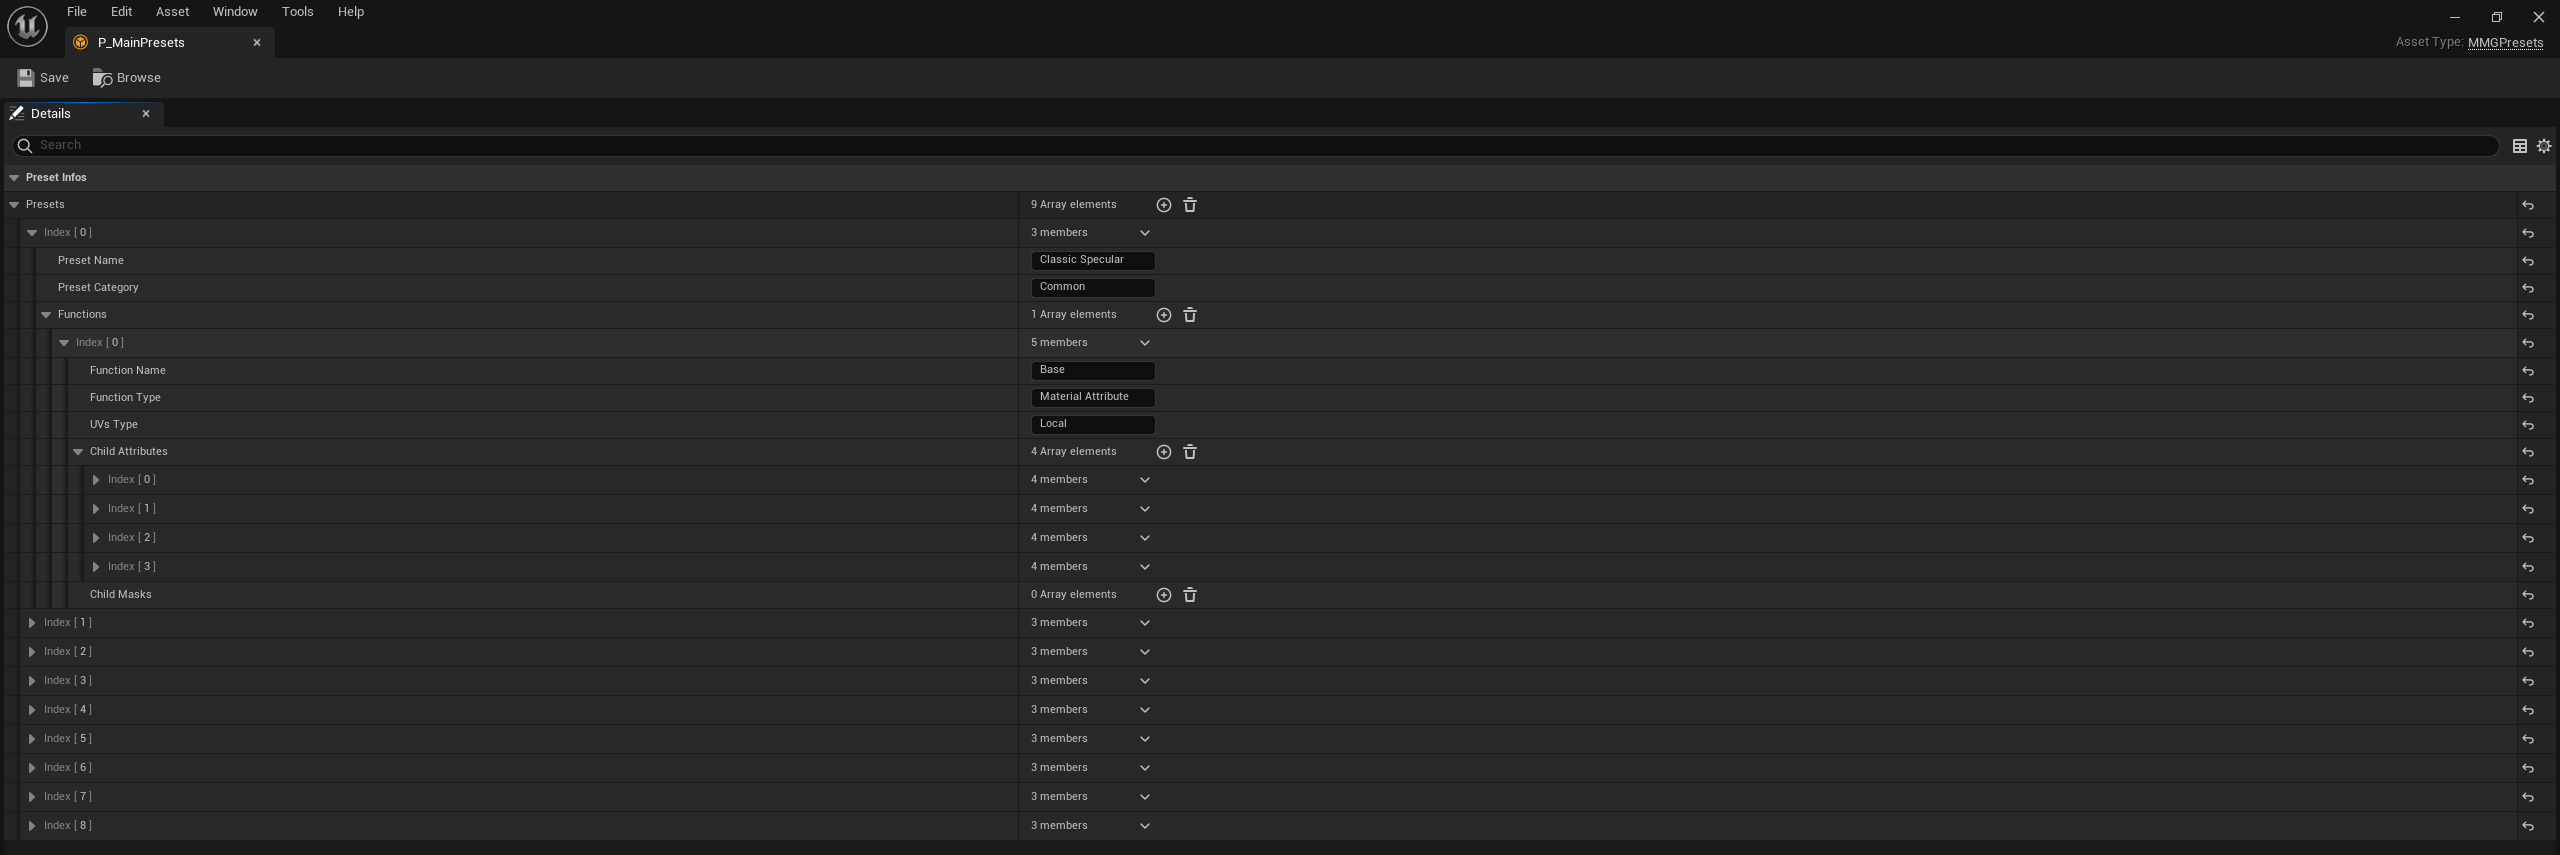 File Edit Asset Window Tools Help
P_MainPresets
Asset Type: MMGPresets
Save Browse
Details
Search
Preset Infos
Presets 9 Array elements
Index [ 0 ] 3 members
Preset Name Classic Specular
Preset Category Common
Functions 1 Array elements
Index [ 0 ] 5 members
Function Name Base
Function Type Material Attribute
UVs Type Local
Child Attributes 4 Array elements
Index [ 0 ] 4 members
Index [ 1 ] 4 members
Index [ 2 ] 4 members
Index [ 3 ] 4 members
Child Masks 0 Array elements
Index [ 1 ] 3 members
Index [ 2 ] 3 members
Index [ 3 ] 3 members
Index [ 4 ] 3 members
Index [ 5 ] 3 members
Index [ 6 ] 3 members
Index [ 7 ] 3 members
Index [ 8 ] 3 members